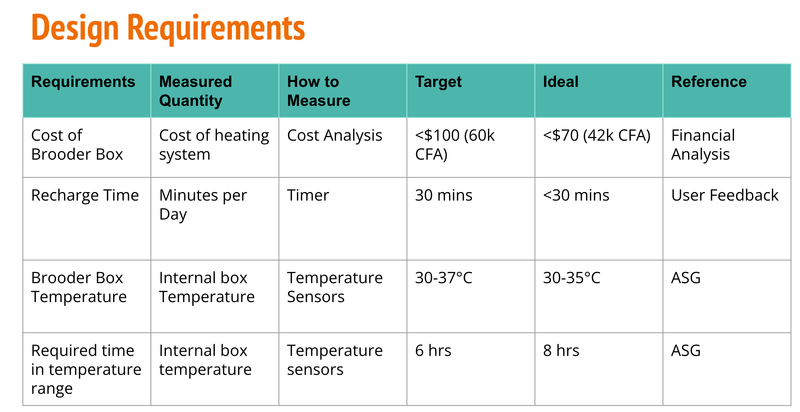 Design Requirements
Requirements
Measured
Quantity
How to
Measure
Target
Ideal
Reference
Cost of
Brooder Box
Cost of heating
system
Cost Analysis
<$100 (60k
CFA)
<$70 (42k CFA)
Financial
Analysis
Recharge Time
Minutes per
Day
Timer
30 mins
<30 mins
User Feedback
Brooder Box
Temperature
Internal box
Temperature
Temperature
Sensors
30-37°C
30-35°C
ASG
Required time
in temperature
range
Internal box
temperature
Temperature
sensors
6 hrs
8 hrs
ASG